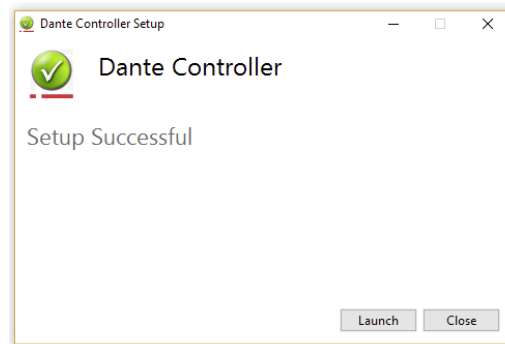 Dante Controller Setup
Dante Controller
Setup Successful
Launch Close